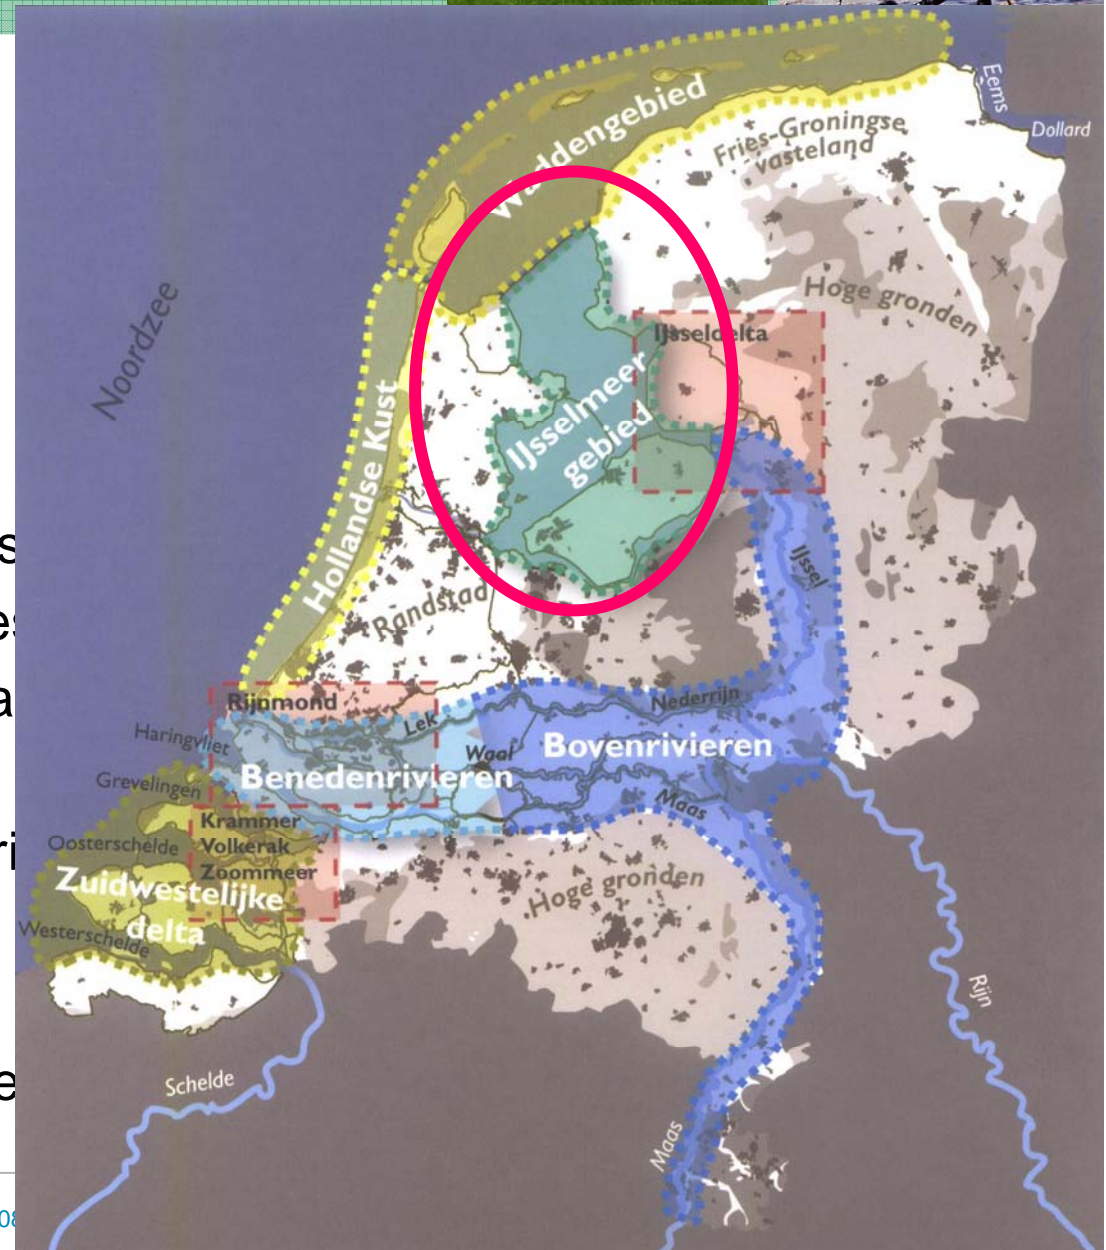 Eems
Dollard
Waddengebied
Fries-Groningse
vasteland
Noordzee
Hoge gronden
IJsseldelta
IJsselmeer
gebied
Hollandse Kust
IJssel
Randstad
Rijnmond
Nederrijn
Lek
Haringvliet
Waal
Bovenrivieren
Benedenrivieren
Grevelingen
Maas
Krammer
Volkerak
Zoommeer
Oosterschelde
Zuidwestelijke
delta
Hoge gronden
Westerschelde
Rijn
Schelde
Maas
s
a
e
08